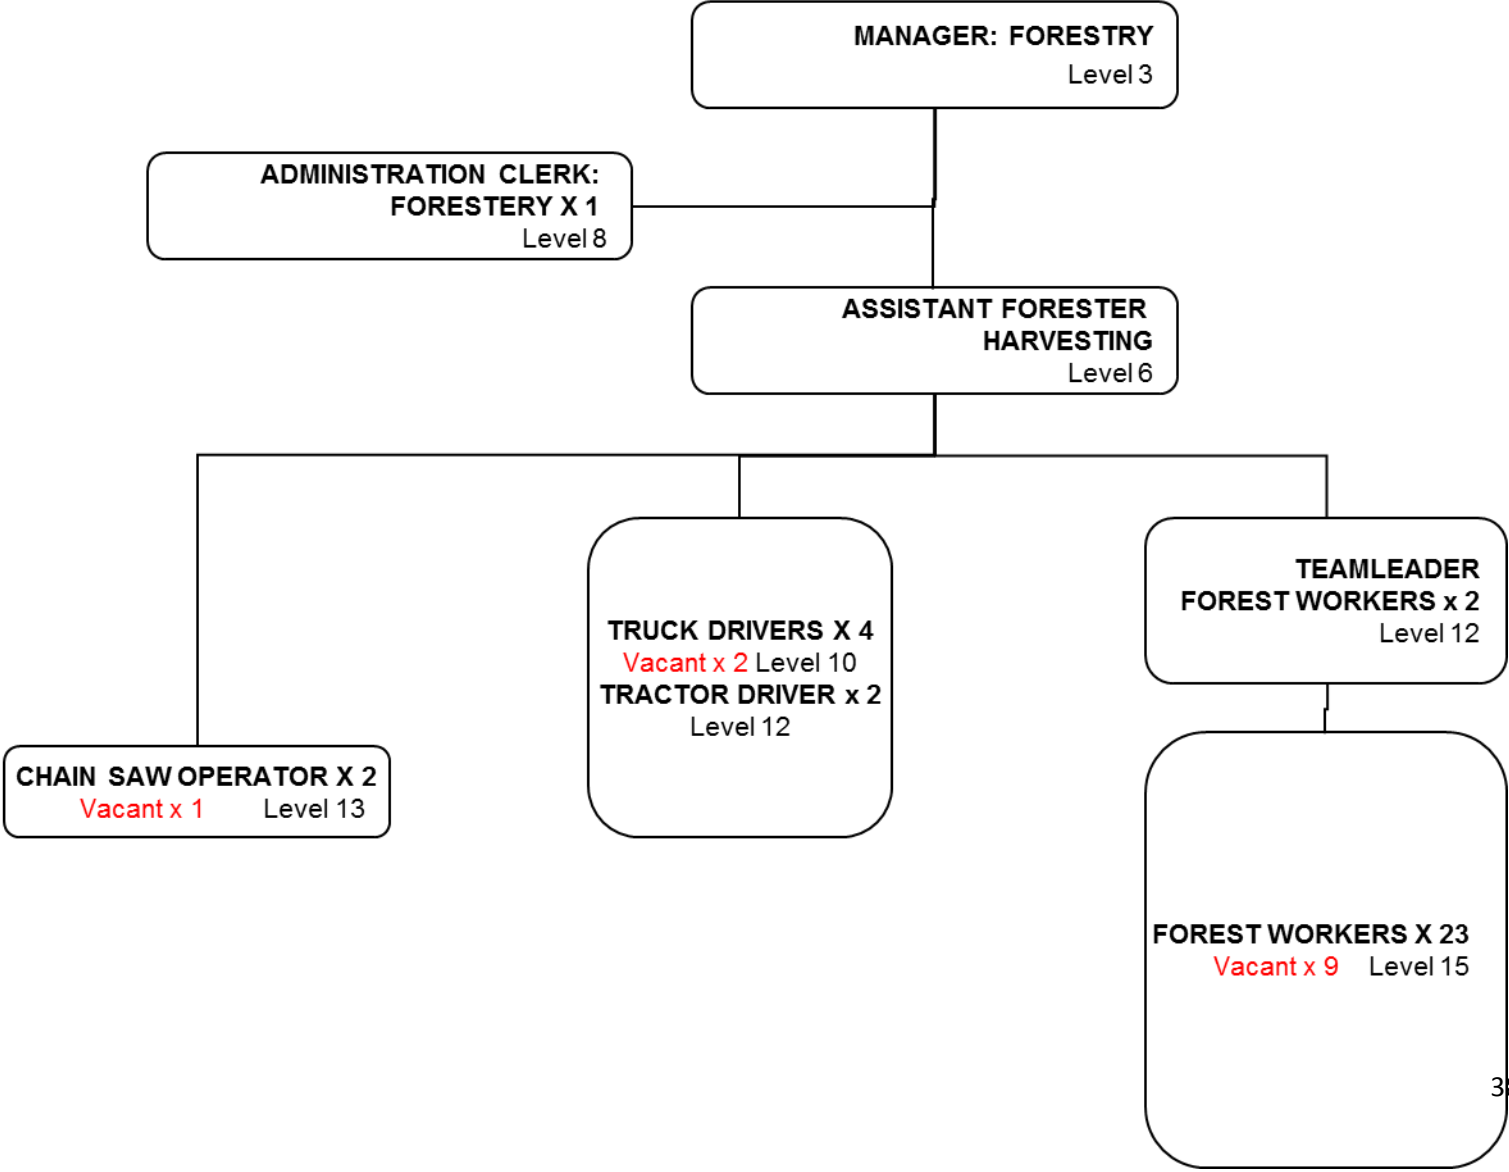 MANAGER: FORESTRY
Level 3
ADMINISTRATION CLERK:
FORESTERY X 1
Level 8
ASSISTANT FORESTER
HARVESTING
Level 6
TRUCK DRIVERS X 4
Vacant x 2 Level 10
TRACTOR DRIVER x 2
Level 12
TEAMLEADER
FOREST WORKERS x 2
Level 12
CHAIN SAW OPERATOR X 2
Vacant x 1 Level 13
FOREST WORKERS X 23
Vacant x 9 Level 15